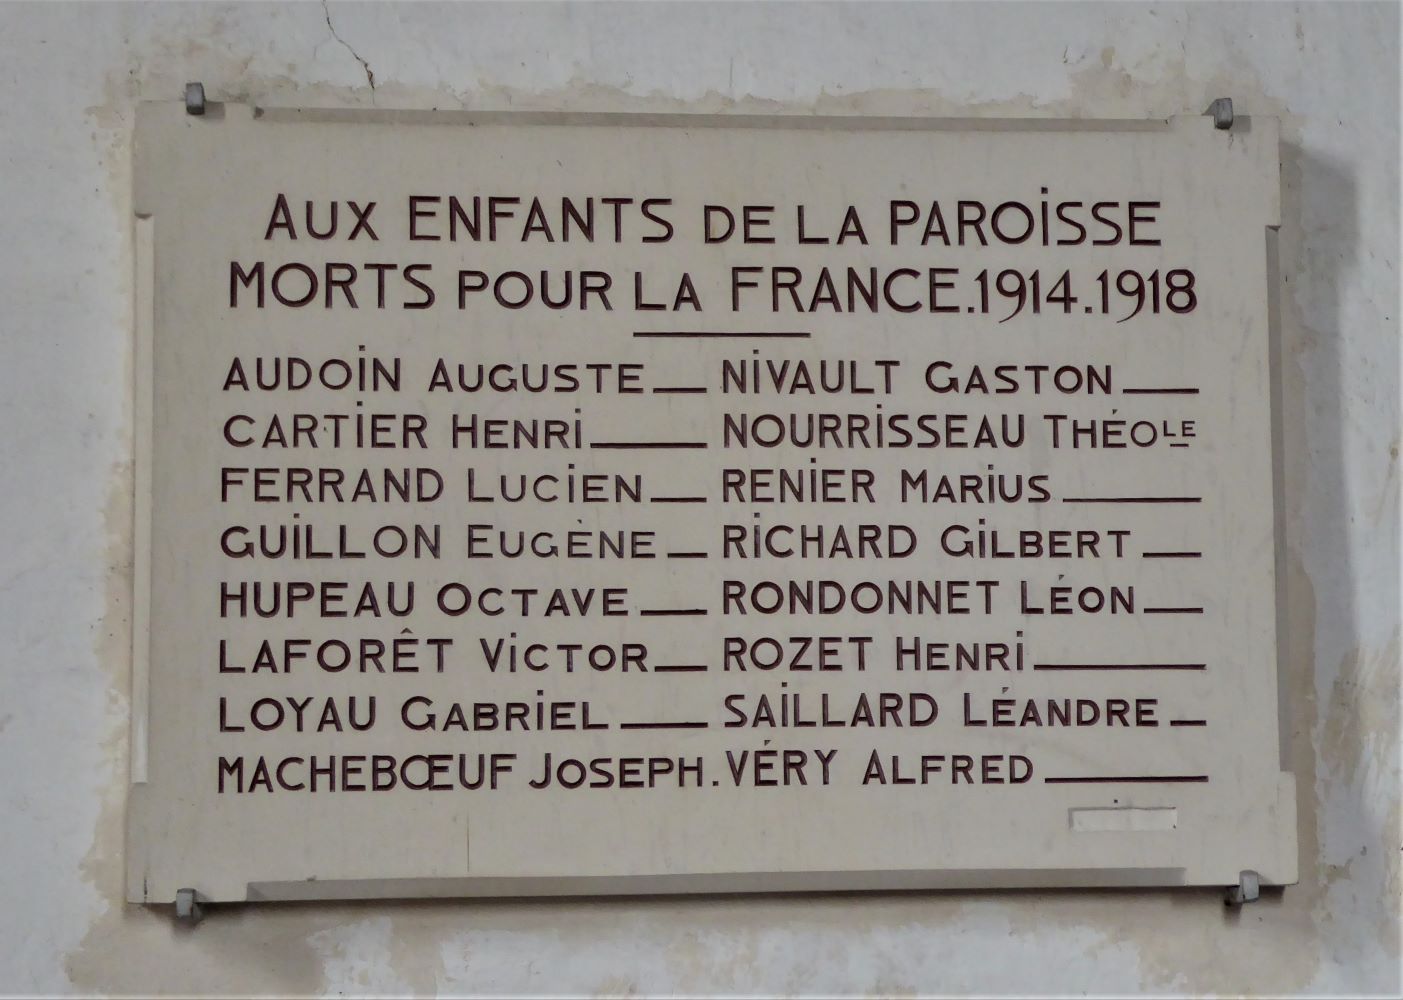 AUX ENFANTS DE LA PAROISSE
MORTS POUR LA FRANCE.1914.1918
AUDOIN AUGUSTE
CARTIER HENRI
FERRAND LUCIEN
GUILLON EUGÈNE
HUPEAU OCTAVE
LAFORÊT VICTOR
LOYAU GABRIEL
MACHEBŒUF JOSEPH.
NIVAULT GASTON
NOURRISSEAU THÉOLE
RENIER MARIUS
RICHARD GILBERT
RONDONNET LÉON
ROZET HENRI
SAILLARD LÉANDRE
VÉRY ALFRED